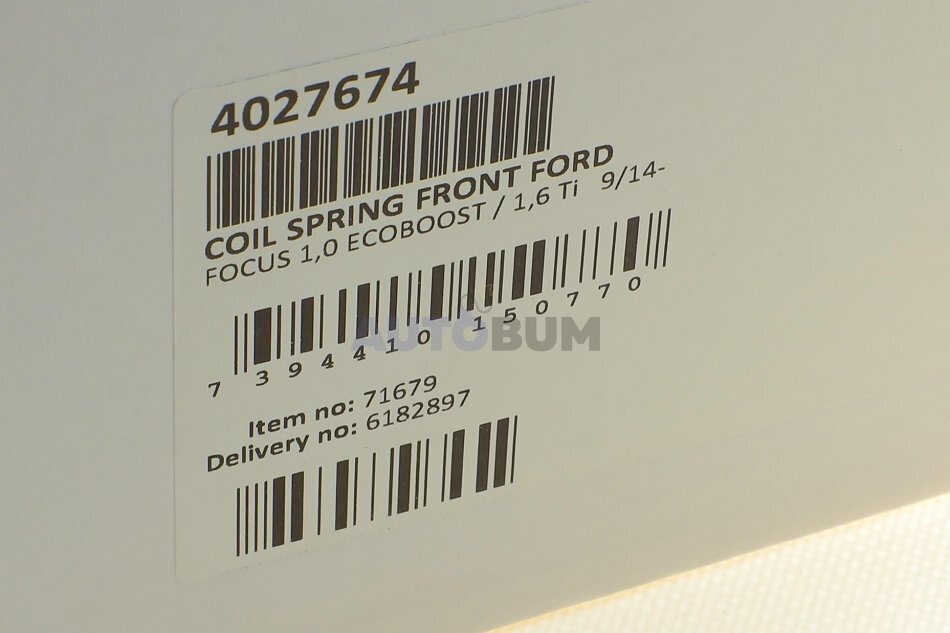 4027674
COIL SPRING FRONT FORD
FOCUS 1,0 ECOBOOST / 1,6 Ti 9/14-
7 394410 150770
AUTOBUM
Item no: 71679
Delivery no: 6182897